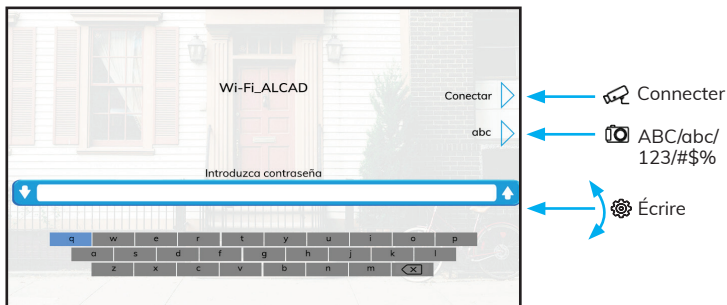 Wi-Fi_ALCAD
Conectar
Connecter
abc
ABC/abc/
123/#$%
Introduzca contraseña
Écrire
q w e r t y u i o p
a s d f g h j k l
z x c v b n m